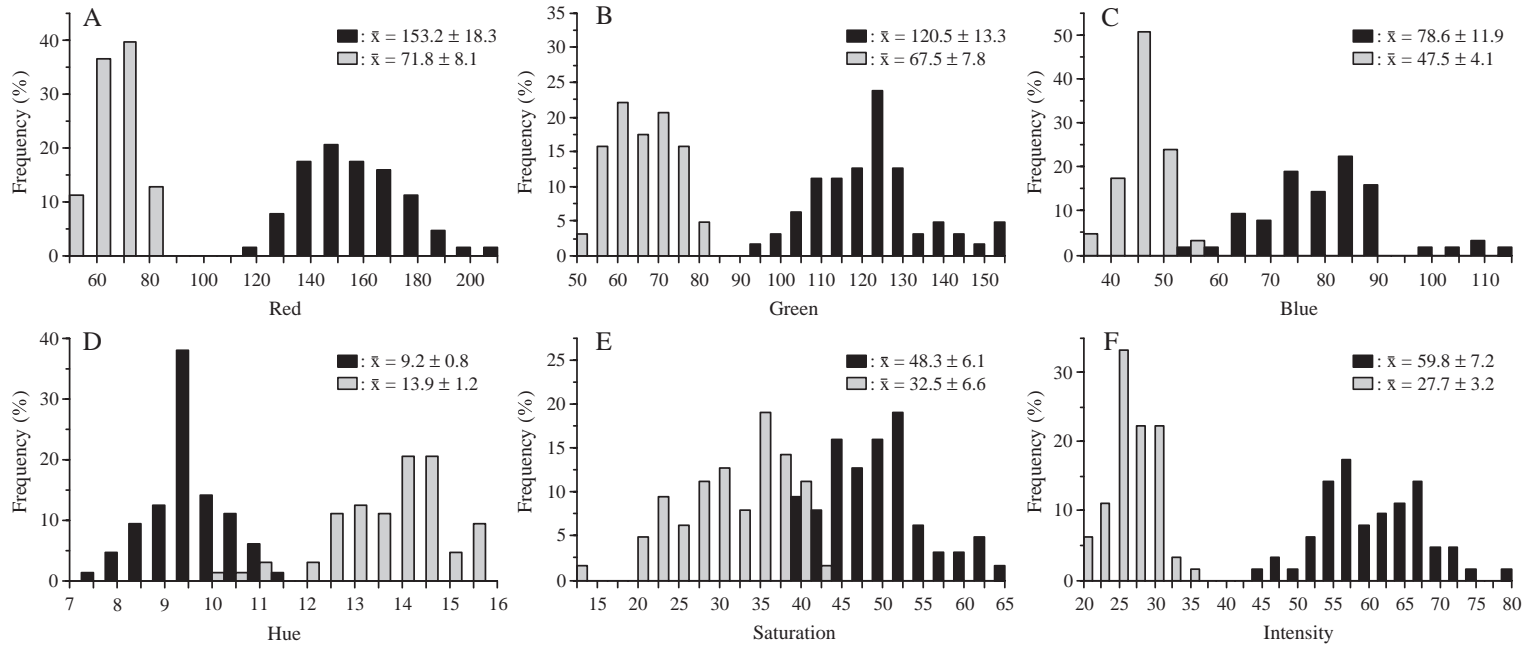 A
: x̄ = 153.2 ± 18.3
: x̄ = 71.8 ± 8.1
Frequency (%)
40
30
20
10
0
60 80 100 120 140 160 180 200
Red
B
: x̄ = 120.5 ± 13.3
: x̄ = 67.5 ± 7.8
Frequency (%)
35
30
25
20
15
10
5
0
50 60 70 80 90 100 110 120 130 140 150
Green
C
: x̄ = 78.6 ± 11.9
: x̄ = 47.5 ± 4.1
Frequency (%)
50
40
30
20
10
0
40 50 60 70 80 90 100 110
Blue
D
: x̄ = 9.2 ± 0.8
: x̄ = 13.9 ± 1.2
Frequency (%)
40
30
20
10
0
7 8 9 10 11 12 13 14 15 16
Hue
E
: x̄ = 48.3 ± 6.1
: x̄ = 32.5 ± 6.6
Frequency (%)
25
20
15
10
5
0
15 20 25 30 35 40 45 50 55 60 65
Saturation
F
: x̄ = 59.8 ± 7.2
: x̄ = 27.7 ± 3.2
Frequency (%)
30
20
10
0
20 25 30 35 40 45 50 55 60 65 70 75 80
Intensity